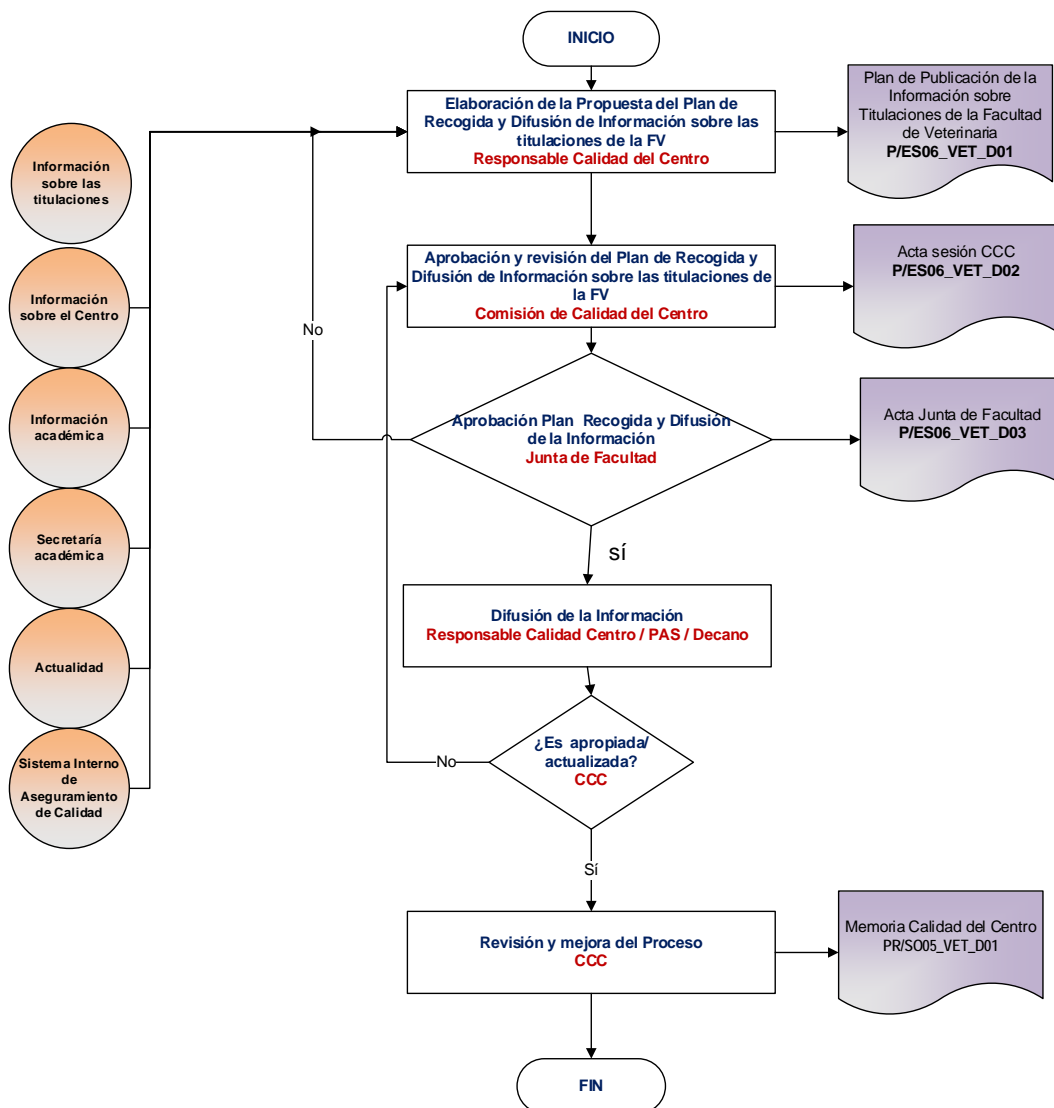 INICIO
Elaboración de la Propuesta del Plan de
Recogida y Difusión de Información sobre las
titulaciones de la FV
Responsable Calidad del Centro
Plan de Publicación de la
Información sobre
Titulaciones de la Facultad
de Veterinaria
P/ES06_VET_D01
Información
sobre las
titulaciones
Aprobación y revisión del Plan de Recogida y
Difusión de Información sobre las titulaciones de
la FV
Comisión de Calidad del Centro
Acta sesión CCC
P/ES06_VET_D02
Información
sobre el Centro
No
Información
académica
Aprobación Plan Recogida y Difusión
de la Información
Junta de Facultad
Acta Junta de Facultad
P/ES06_VET_D03
Secretaría
académica
sí
Difusión de la Información
Responsable Calidad Centro / PAS / Decano
Actualidad
¿Es apropiada/
actualizada?
CCC
No
Sistema Interno
de
Aseguramiento
de Calidad
Sí
Revisión y mejora del Proceso
CCC
Memoria Calidad del Centro
PR/SO05_VET_D01
FIN